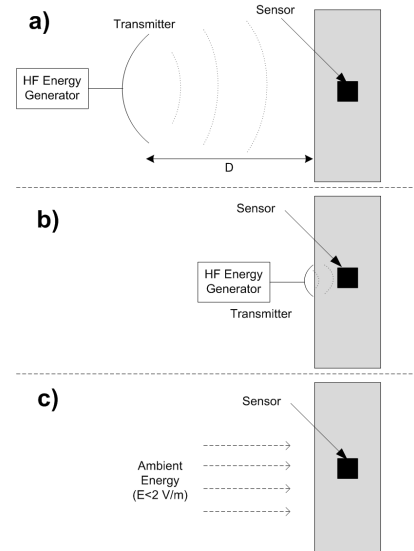 a)
Transmitter
Sensor
HF Energy
Generator
D
b)
Sensor
HF Energy
Generator
Transmitter
c)
Sensor
Ambient
Energy
(E<2 V/m)